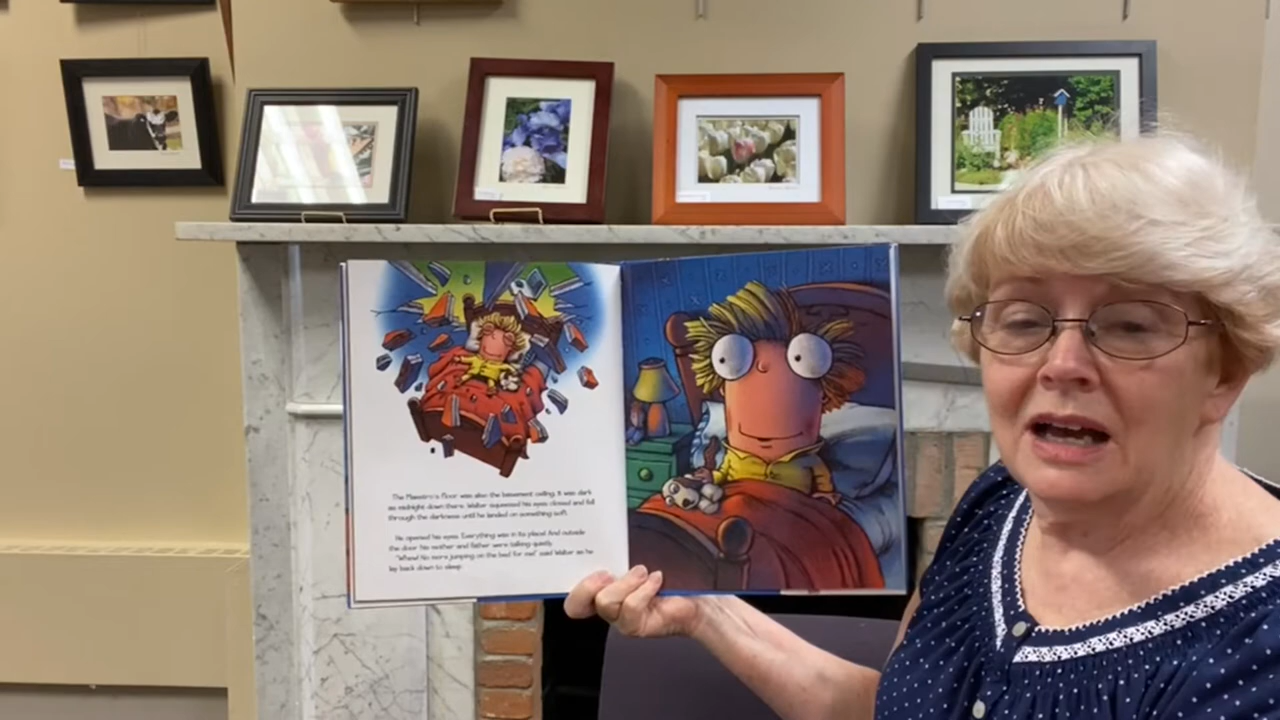 The Maestro's floor was also the basement ceiling. It was dark
as midnight down there. Walter squeezed his eyes closed and fell
through the darkness until he landed on something soft.
He opened his eyes. Everything was in its place! And outside
the door his mother and father were talking quietly.
"Whew! No more jumping on the bed for me!" said Walter as he
lay back down to sleep.